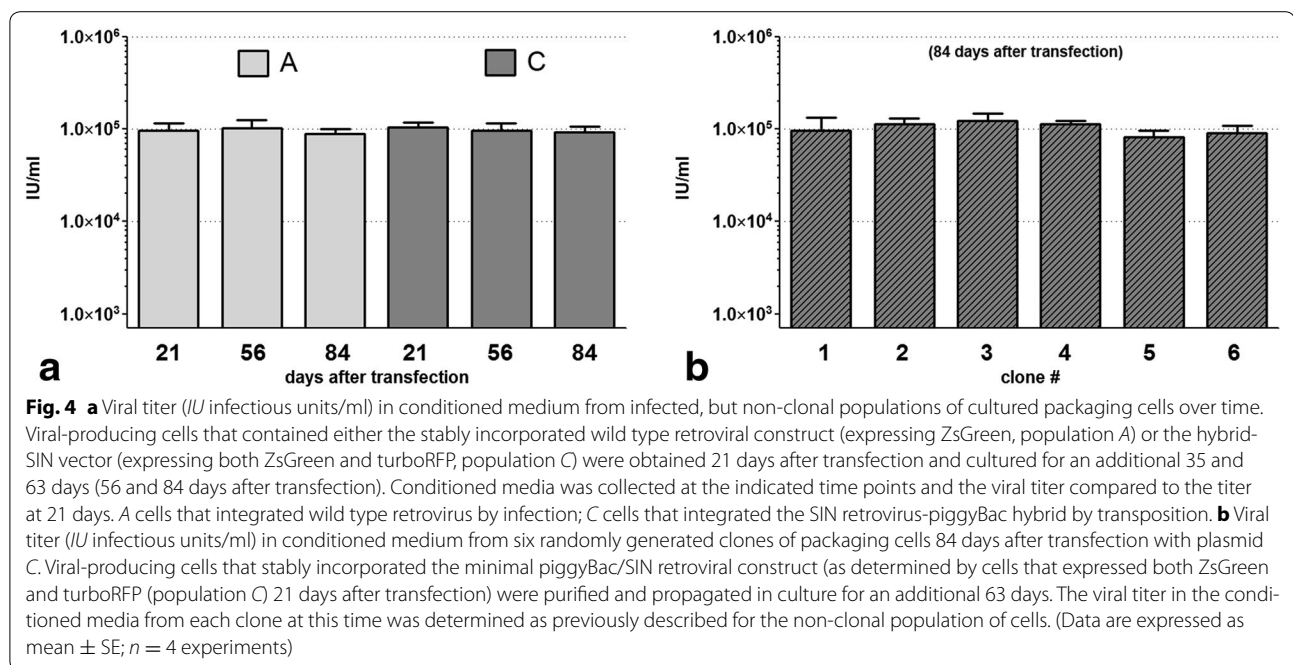 1.0×10⁶
A
C
1.0×10⁵
IU/ml
1.0×10⁴
1.0×10³
21 56 84 21 56 84
a
days after transfection
1.0×10⁶
(84 days after transfection)
1.0×10⁵
IU/ml
1.0×10⁴
1.0×10³
1 2 3 4 5 6
b
clone #
Fig. 4 a Viral titer (IU infectious units/ml) in conditioned medium from infected, but non-clonal populations of cultured packaging cells over time.
Viral-producing cells that contained either the stably incorporated wild type retroviral construct (expressing ZsGreen, population A) or the hybrid-
SIN vector (expressing both ZsGreen and turboRFP, population C) were obtained 21 days after transfection and cultured for an additional 35 and
63 days (56 and 84 days after transfection). Conditioned media was collected at the indicated time points and the viral titer compared to the titer
at 21 days. A cells that integrated wild type retrovirus by infection; C cells that integrated the SIN retrovirus-piggyBac hybrid by transposition. b Viral
titer (IU infectious units/ml) in conditioned medium from six randomly generated clones of packaging cells 84 days after transfection with plasmid
C. Viral-producing cells that stably incorporated the minimal piggyBac/SIN retroviral construct (as determined by cells that expressed both ZsGreen
and turboRFP (population C) 21 days after transfection) were purified and propagated in culture for an additional 63 days. The viral titer in the condi-
tioned media from each clone at this time was determined as previously described for the non-clonal population of cells. (Data are expressed as
mean ± SE; n = 4 experiments)